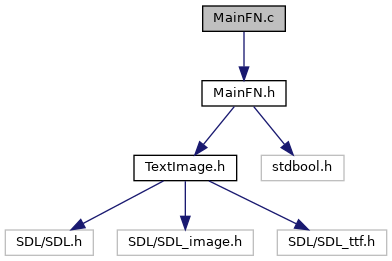 MainFN.c
MainFN.h
TextImage.h
stdbool.h
SDL/SDL.h
SDL/SDL_image.h
SDL/SDL_ttf.h